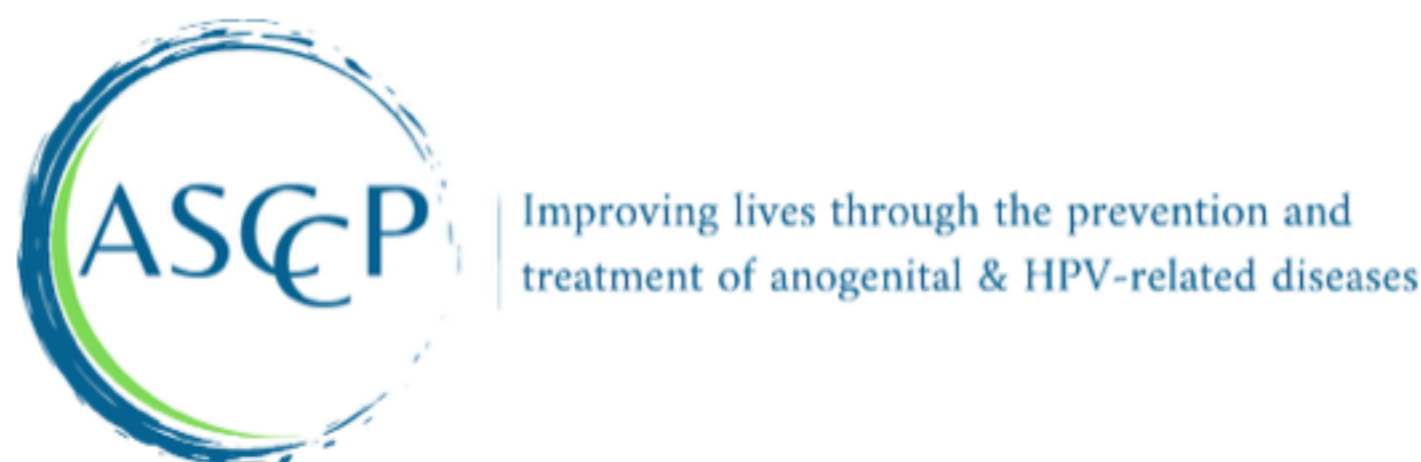 ASCCP
Improving lives through the prevention and
treatment of anogenital & HPV-related diseases